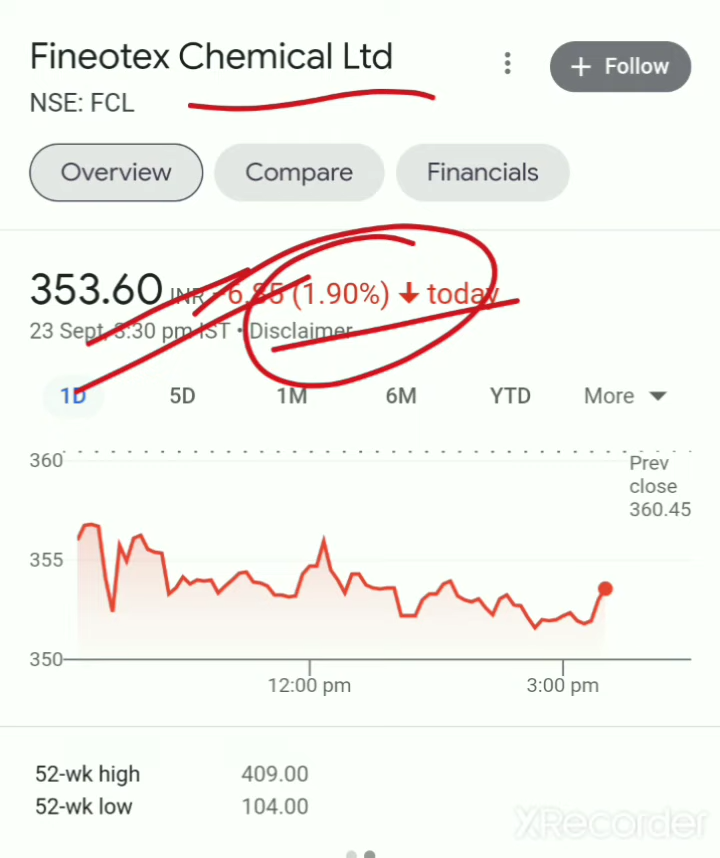 Fineotex Chemical Ltd
+ Follow
NSE: FCL
Overview
Compare
Financials
353.60 INR −6.85 (1.90%) ↓ today
23 Sept, 3:30 pm IST • Disclaimer
1D 5D 1M 6M YTD More
360
Prev
close
360.45
355
350
12:00 pm 3:00 pm
52-wk high 409.00
52-wk low 104.00
XRecorder